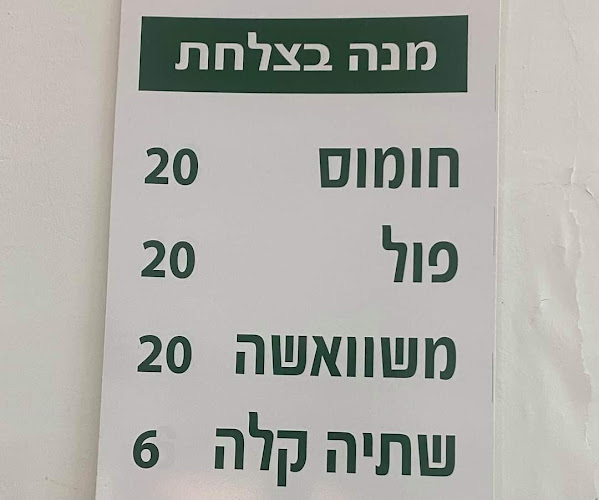 מנה בצלחת
חומוס 20
פול 20
משוואשה 20
שתיה קלה 6